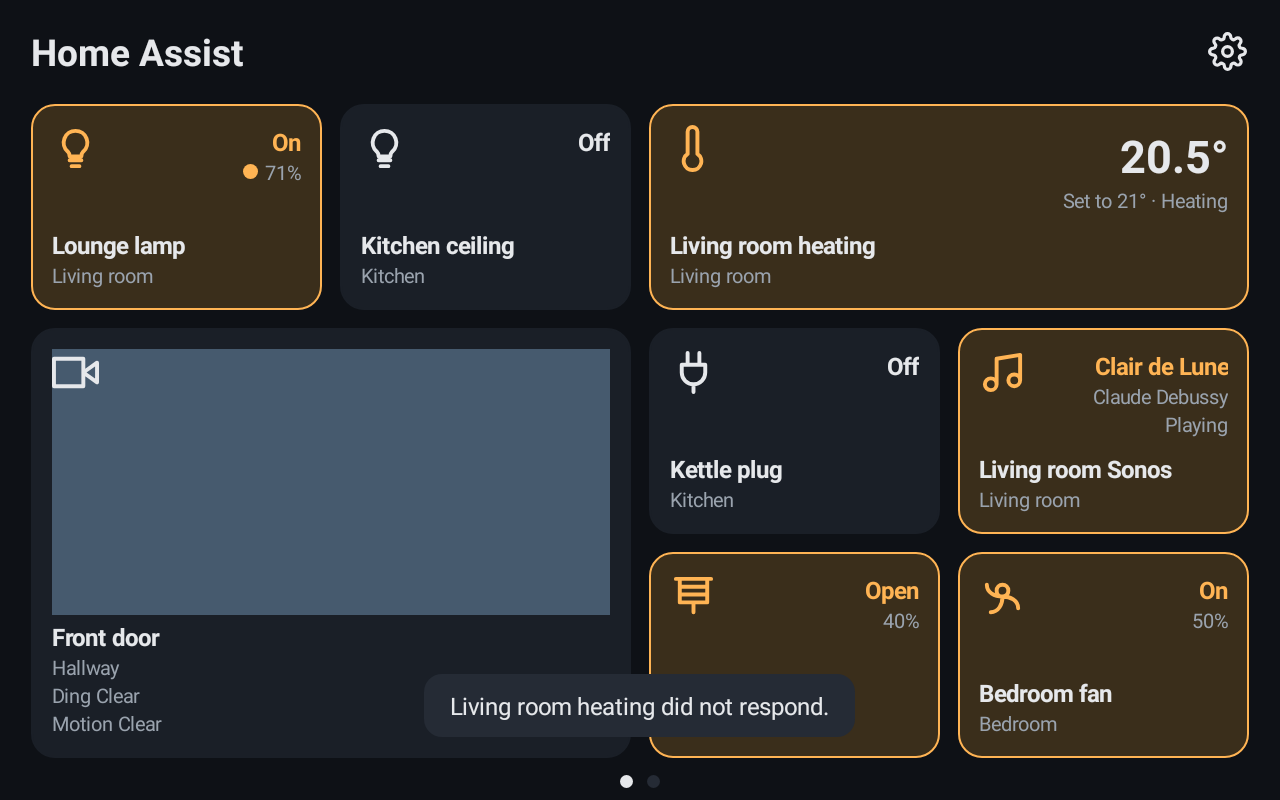 Home Assist
On
71%
Lounge lamp
Living room
Off
Kitchen ceiling
Kitchen
20.5°
Set to 21° · Heating
Living room heating
Living room
Front door
Hallway
Ding Clear
Motion Clear
Off
Kettle plug
Kitchen
Clair de Lune
Claude Debussy
Playing
Living room Sonos
Living room
Open
40%
On
50%
Bedroom fan
Bedroom
Living room heating did not respond.